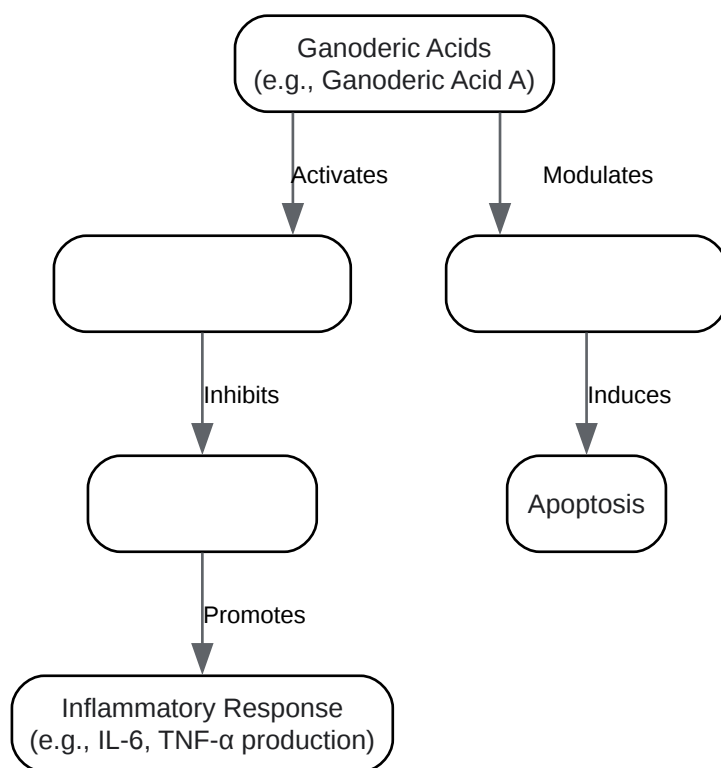 Ganoderic Acids
(e.g., Ganoderic Acid A)
Activates
Modulates
Inhibits
Induces
Apoptosis
Promotes
Inflammatory Response
(e.g., IL-6, TNF-α production)